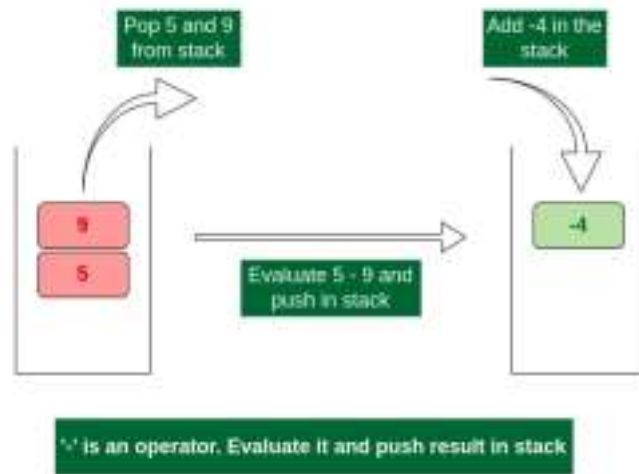 Pop 5 and 9
from stack
Add -4 in the
stack
9
5
-4
Evaluate 5 - 9 and
push in stack
'-' is an operator. Evaluate it and push result in stack